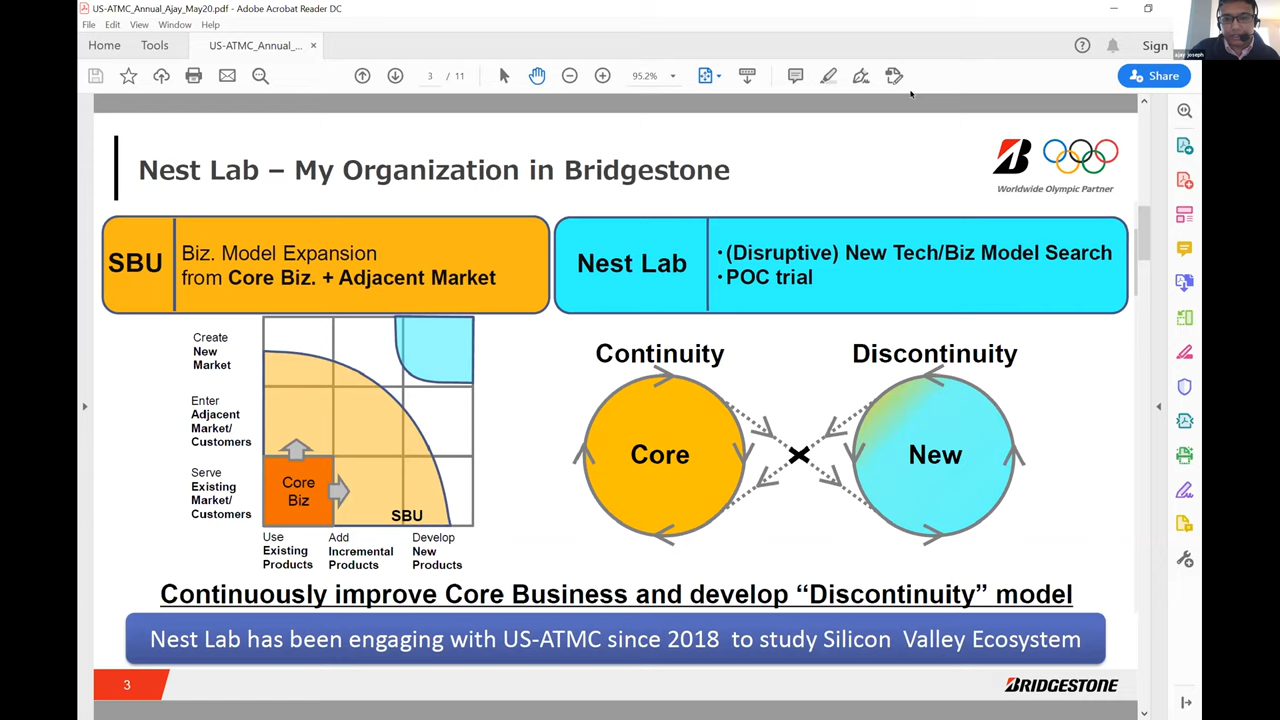 US-ATMC_Annual_Ajay_May20.pdf - Adobe Acrobat Reader DC
File Edit View Window Help
Home Tools US-ATMC_Annual_... × Sign
3 / 11 95.2% Share
ajay joseph
Nest Lab – My Organization in Bridgestone
Worldwide Olympic Partner
SBU
Biz. Model Expansion
from Core Biz. + Adjacent Market
Nest Lab
・(Disruptive) New Tech/Biz Model Search
・POC trial
Create
New
Market
Enter
Adjacent
Market/
Customers
Serve
Existing
Market/
Customers
Core
Biz
SBU
Use
Existing
Products
Add
Incremental
Products
Develop
New
Products
Continuity
Discontinuity
Core
New
Continuously improve Core Business and develop “Discontinuity” model
Nest Lab has been engaging with US-ATMC since 2018 to study Silicon Valley Ecosystem
3
BRIDGESTONE